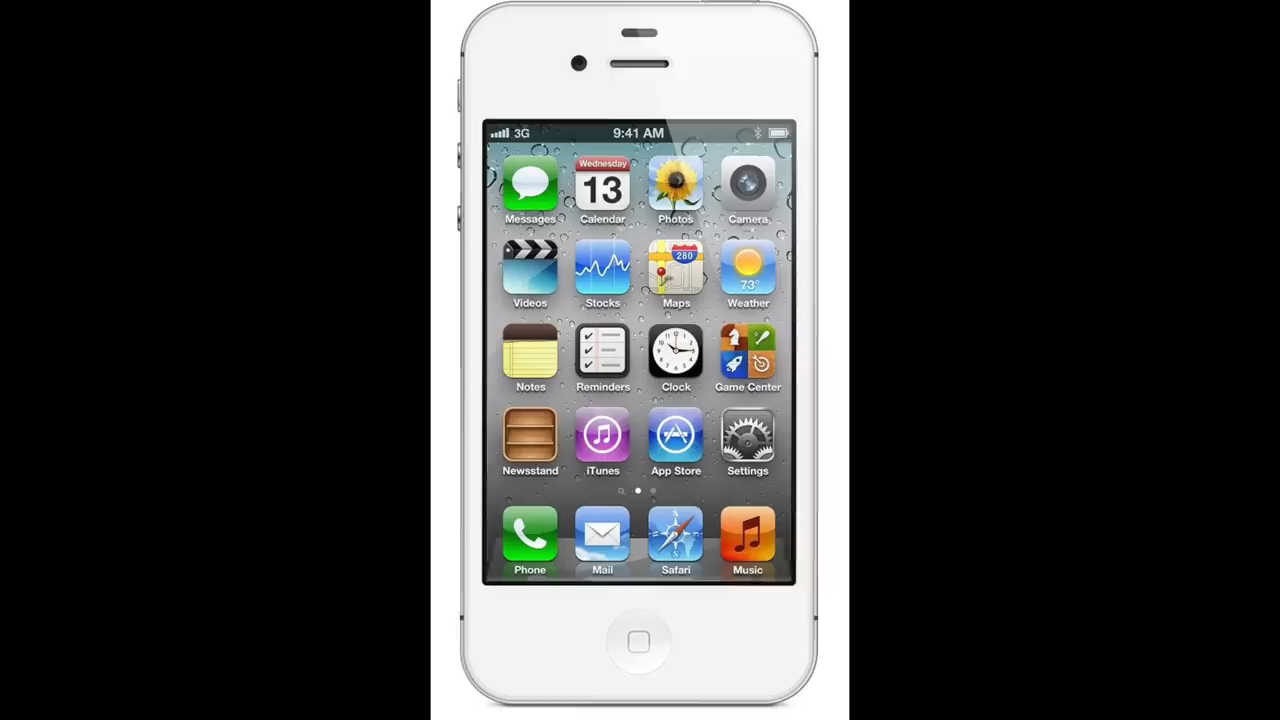 3G 9:41 AM
Wednesday
13
Messages Calendar Photos Camera
280
73°
Videos Stocks Maps Weather
Notes Reminders Clock Game Center
Newsstand iTunes App Store Settings
Phone Mail Safari Music